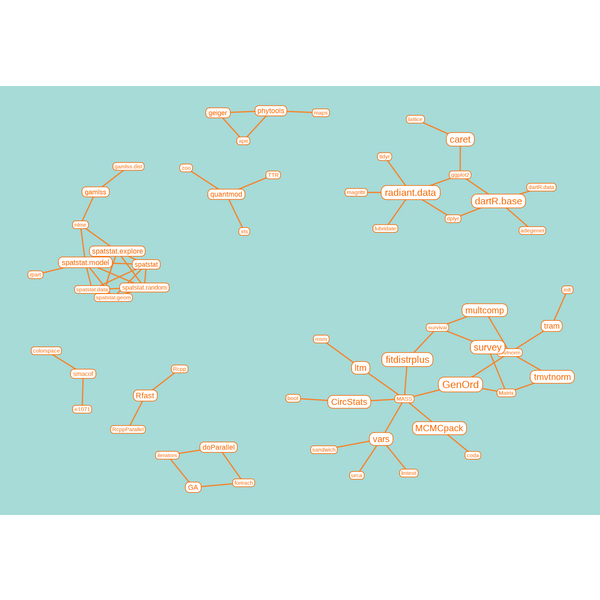 geiger
phytools
maps
ape
lattice
caret
gamlss.dist
zoo
TTR
tidyr
ggplot2
gamlss
quantmod
magrittr
radiant.data
dartR.base
dartR.data
nlme
xts
lubridate
dplyr
adegenet
spatstat.explore
spatstat.model
spatstat
rpart
spatstat.data
spatstat.random
spatstat.geom
mlt
multcomp
survival
tram
msm
colorspace
fitdistrplus
survey
mvtnorm
smacof
Rcpp
ltm
GenOrd
tmvtnorm
Matrix
Rfast
boot
CircStats
MASS
e1071
RcppParallel
MCMCpack
doParallel
vars
iterators
sandwich
coda
urca
lmtest
GA
foreach